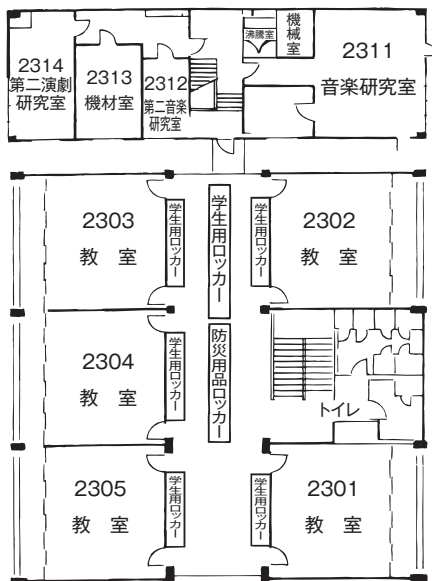 2314
第二演劇
研究室
2313
機材室
2312
第二音楽
研究室
沸騰室
機械室
2311
音楽研究室
2303
教 室
学生用ロッカー
学生用ロッカー
学生用ロッカー
2302
教 室
2304
教 室
学生用ロッカー
防災用品ロッカー
トイレ
2305
教 室
学生用ロッカー
学生用ロッカー
2301
教 室